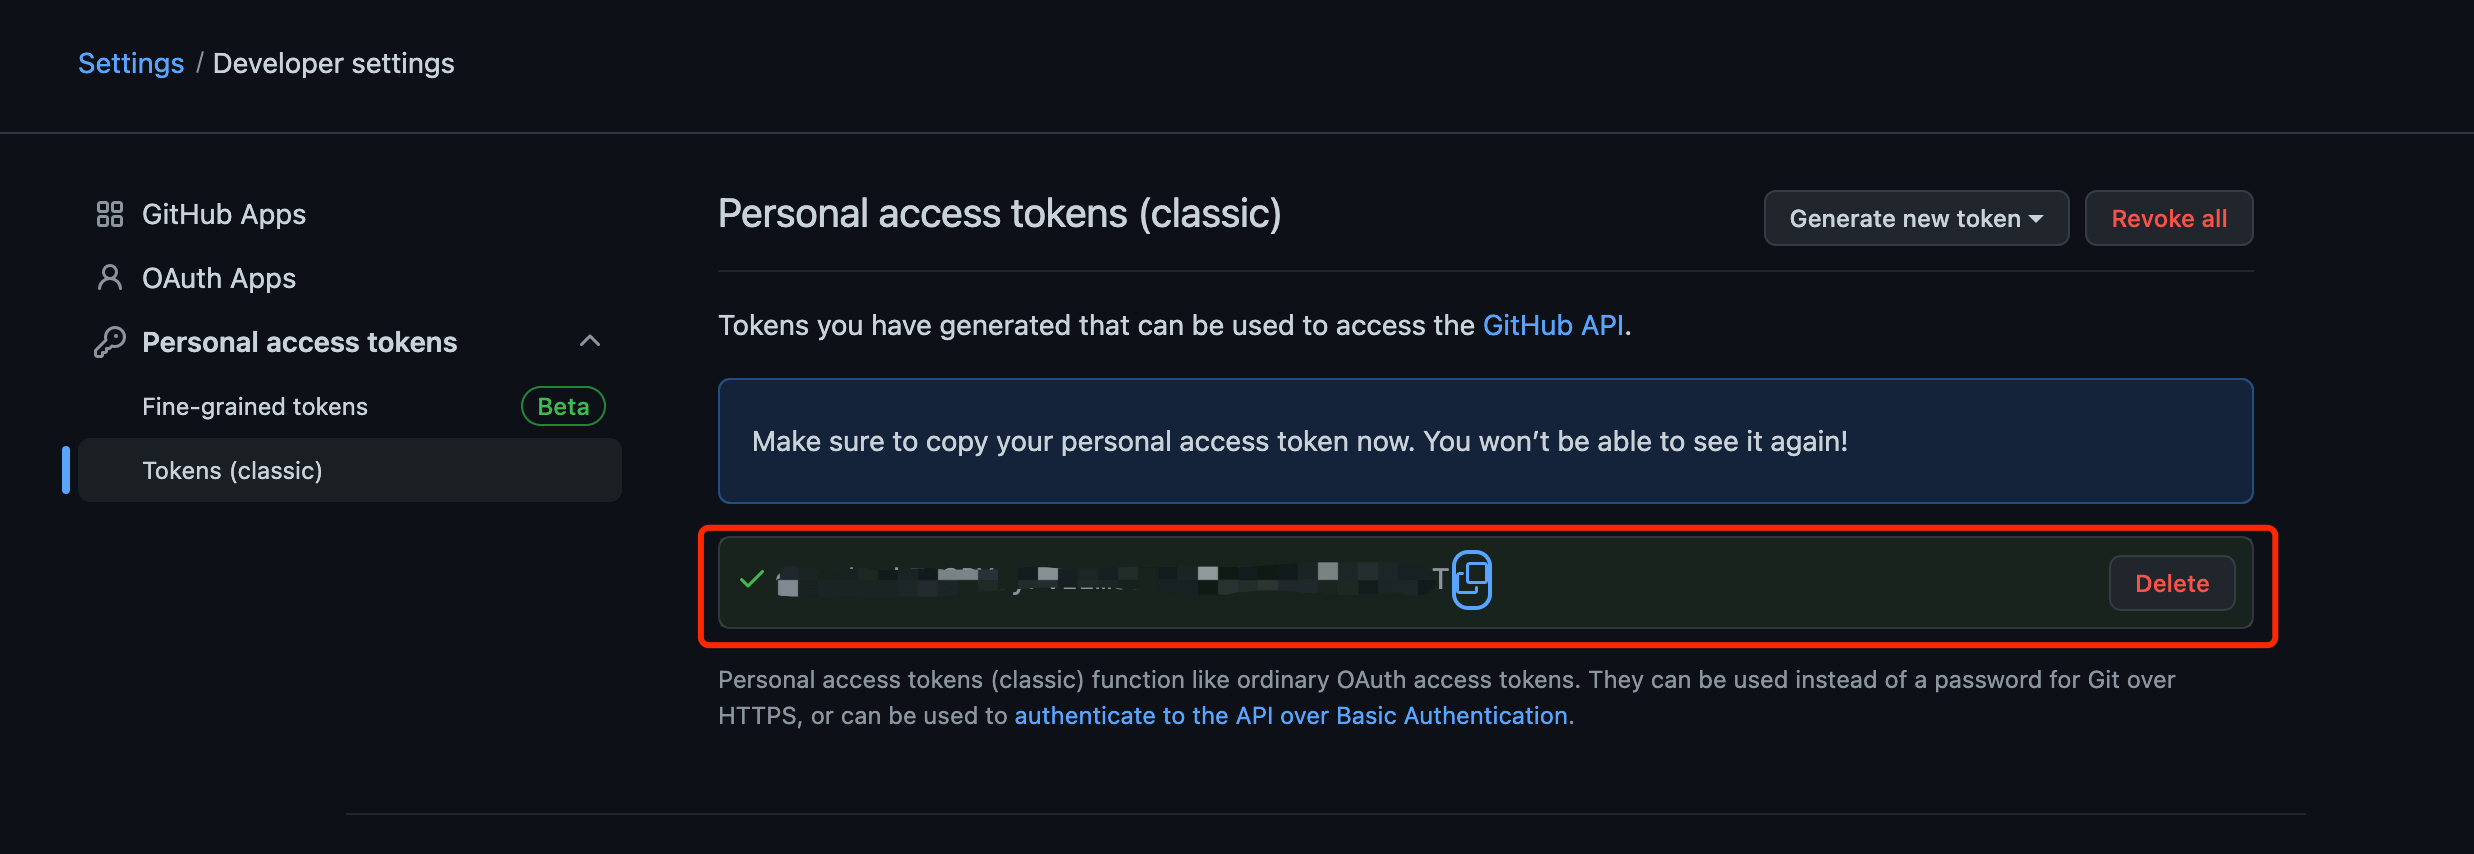 Settings / Developer settings
GitHub Apps
OAuth Apps
Personal access tokens
Fine-grained tokens Beta
Tokens (classic)
Personal access tokens (classic)
Generate new token
Revoke all
Tokens you have generated that can be used to access the GitHub API.
Make sure to copy your personal access token now. You won’t be able to see it again!
Delete
Personal access tokens (classic) function like ordinary OAuth access tokens. They can be used instead of a password for Git over
HTTPS, or can be used to authenticate to the API over Basic Authentication.